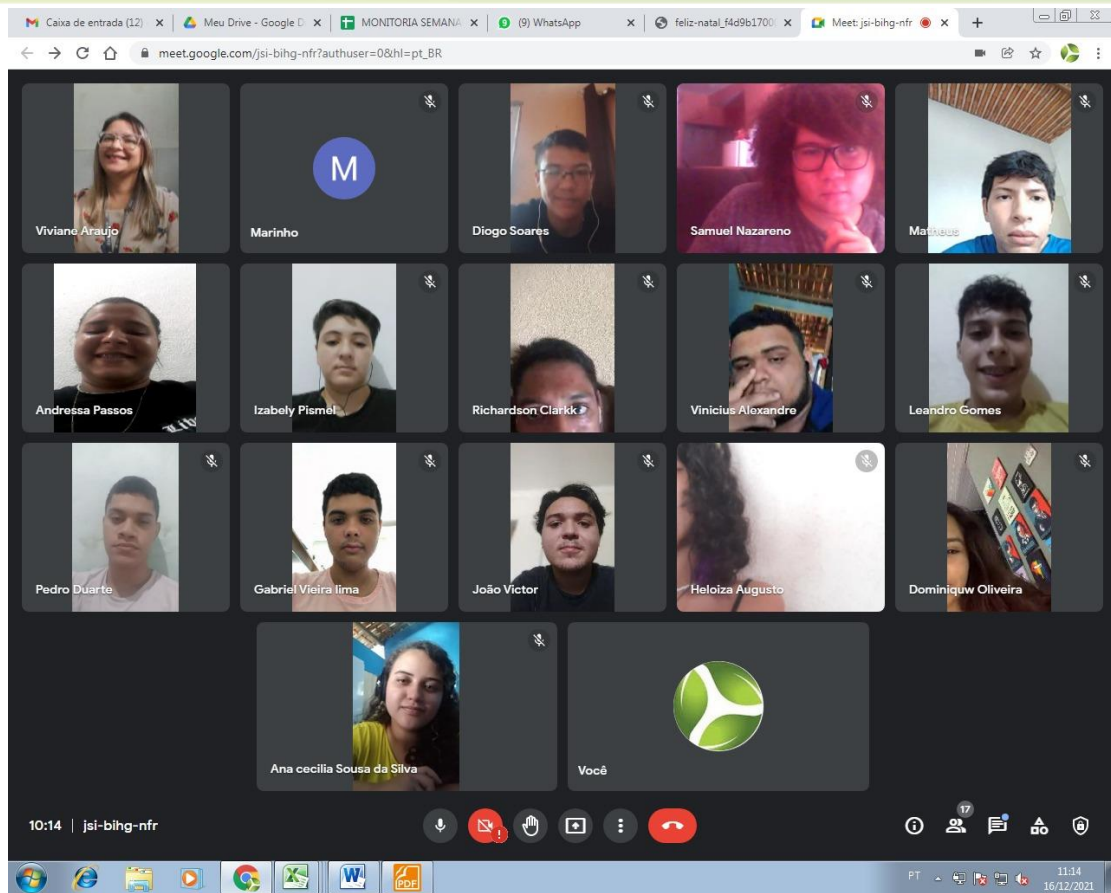 Caixa de entrada (12)
Meu Drive - Google D
MONITORIA SEMANA
(9) WhatsApp
feliz-natal_f4d9b1700
Meet: jsi-bihg-nfr
meet.google.com/jsi-bihg-nfr?authuser=0&hl=pt_BR
Viviane Araujo
M
Marinho
Diogo Soares
Samuel Nazareno
Matheus
Andressa Passos
Izabely Pismel
Richardson Clarkk
Vinicius Alexandre
Leandro Gomes
Pedro Duarte
Gabriel Vieira lima
João Victor
Heloiza Augusto
Dominiquw Oliveira
Ana cecilia Sousa da Silva
Você
10:14 | jsi-bihg-nfr
17
PDF
PT
11:14
16/12/2021